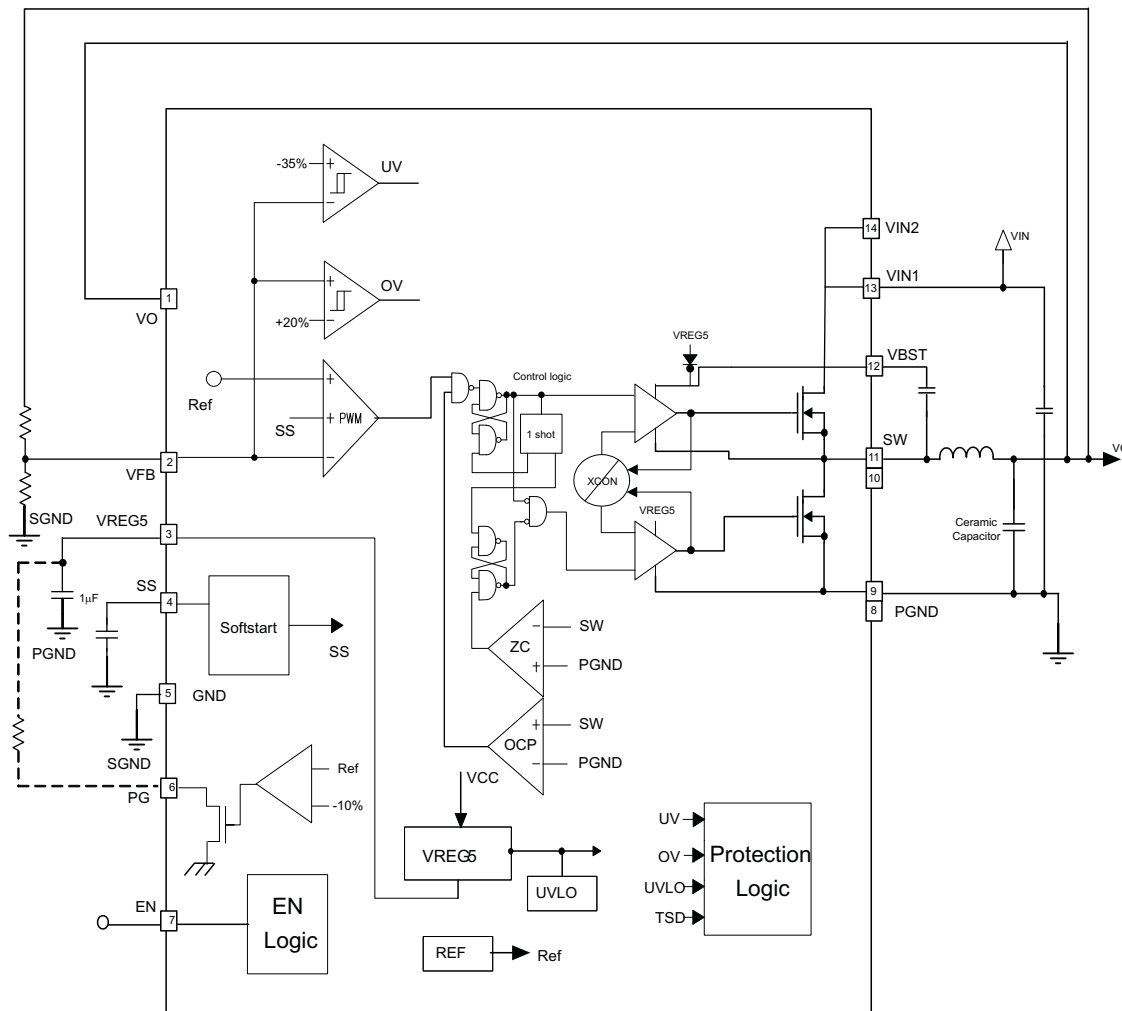 -35%
UV
VIN2
14
VIN
VIN1
13
OV
1
VO
+20%
VREG5
VBST
12
Ref
Control logic
SS
PWM
1 shot
SW
11
10
VFB
2
XCON
SGND
VREG5
3
VREG5
Ceramic
Capacitor
SS
4
1µF
Softstart
SS
PGND
9
8
PGND
ZC
SW
PGND
5
GND
SGND
OCP
SW
PGND
Ref
-10%
PG
6
VCC
VREG5
UVLO
UV
OV
UVLO
TSD
Protection
Logic
EN
7
EN
Logic
REF
Ref